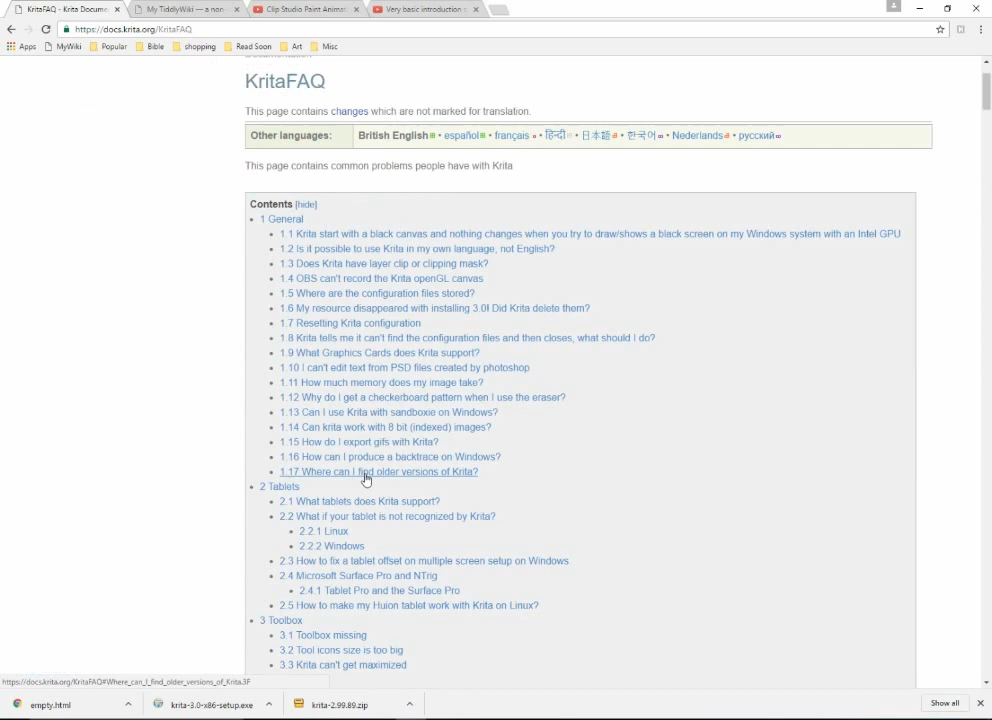 KritaFAQ - Krita Docume
My TiddlyWiki — a non-
Clip Studio Paint Animat
Very basic introduction
https://docs.krita.org/KritaFAQ
Apps MyWiki Popular Bible shopping Read Soon Art Misc
Documentation
KritaFAQ
This page contains changes which are not marked for translation.
Other languages: British English • español • français • हिन्दी • 日本語 • 한국어 • Nederlands • русский
This page contains common problems people have with Krita
Contents [hide]
1 General
1.1 Krita start with a black canvas and nothing changes when you try to draw/shows a black screen on my Windows system with an Intel GPU
1.2 Is it possible to use Krita in my own language, not English?
1.3 Does Krita have layer clip or clipping mask?
1.4 OBS can't record the Krita openGL canvas
1.5 Where are the configuration files stored?
1.6 My resource disappeared with installing 3.0! Did Krita delete them?
1.7 Resetting Krita configuration
1.8 Krita tells me it can't find the configuration files and then closes, what should I do?
1.9 What Graphics Cards does Krita support?
1.10 I can't edit text from PSD files created by photoshop
1.11 How much memory does my image take?
1.12 Why do I get a checkerboard pattern when I use the eraser?
1.13 Can I use Krita with sandboxie on Windows?
1.14 Can krita work with 8 bit (indexed) images?
1.15 How do I export gifs with Krita?
1.16 How can I produce a backtrace on Windows?
1.17 Where can I find older versions of Krita?
2 Tablets
2.1 What tablets does Krita support?
2.2 What if your tablet is not recognized by Krita?
2.2.1 Linux
2.2.2 Windows
2.3 How to fix a tablet offset on multiple screen setup on Windows
2.4 Microsoft Surface Pro and NTrig
2.4.1 Tablet Pro and the Surface Pro
2.5 How to make my Huion tablet work with Krita on Linux?
3 Toolbox
3.1 Toolbox missing
3.2 Tool icons size is too big
3.3 Krita can't get maximized
https://docs.krita.org/KritaFAQ#Where_can_I_find_older_versions_of_Krita.3F
empty.html
krita-3.0-x86-setup.exe
krita-2.99.89.zip
Show all